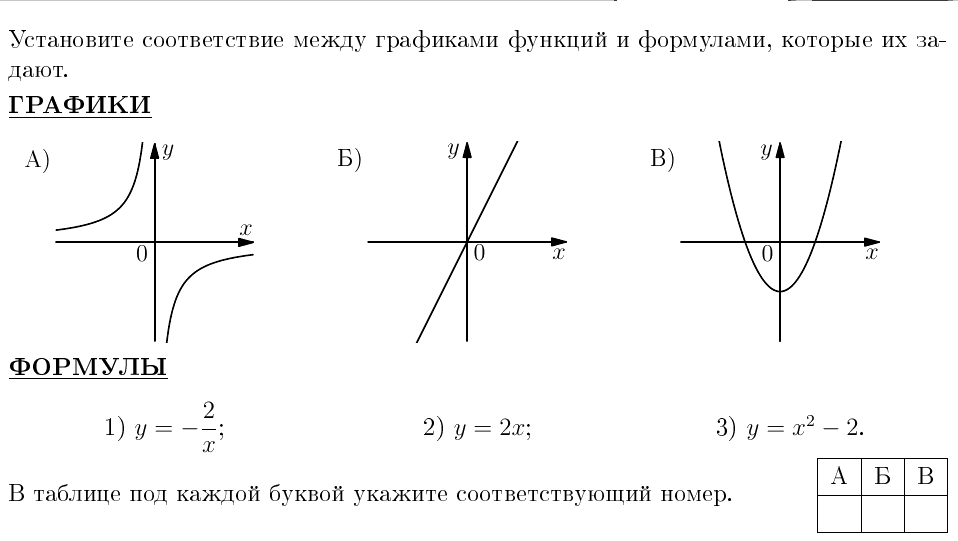 Установите соответствие между графиками функций и формулами, которые их за-
дают.
ГРАФИКИ
А) y x 0
Б) y 0 x
В) y 0 x
ФОРМУЛЫ
1) y = −2/x; 2) y = 2x; 3) y = x² − 2.
А Б В
В таблице под каждой буквой укажите соответствующий номер.